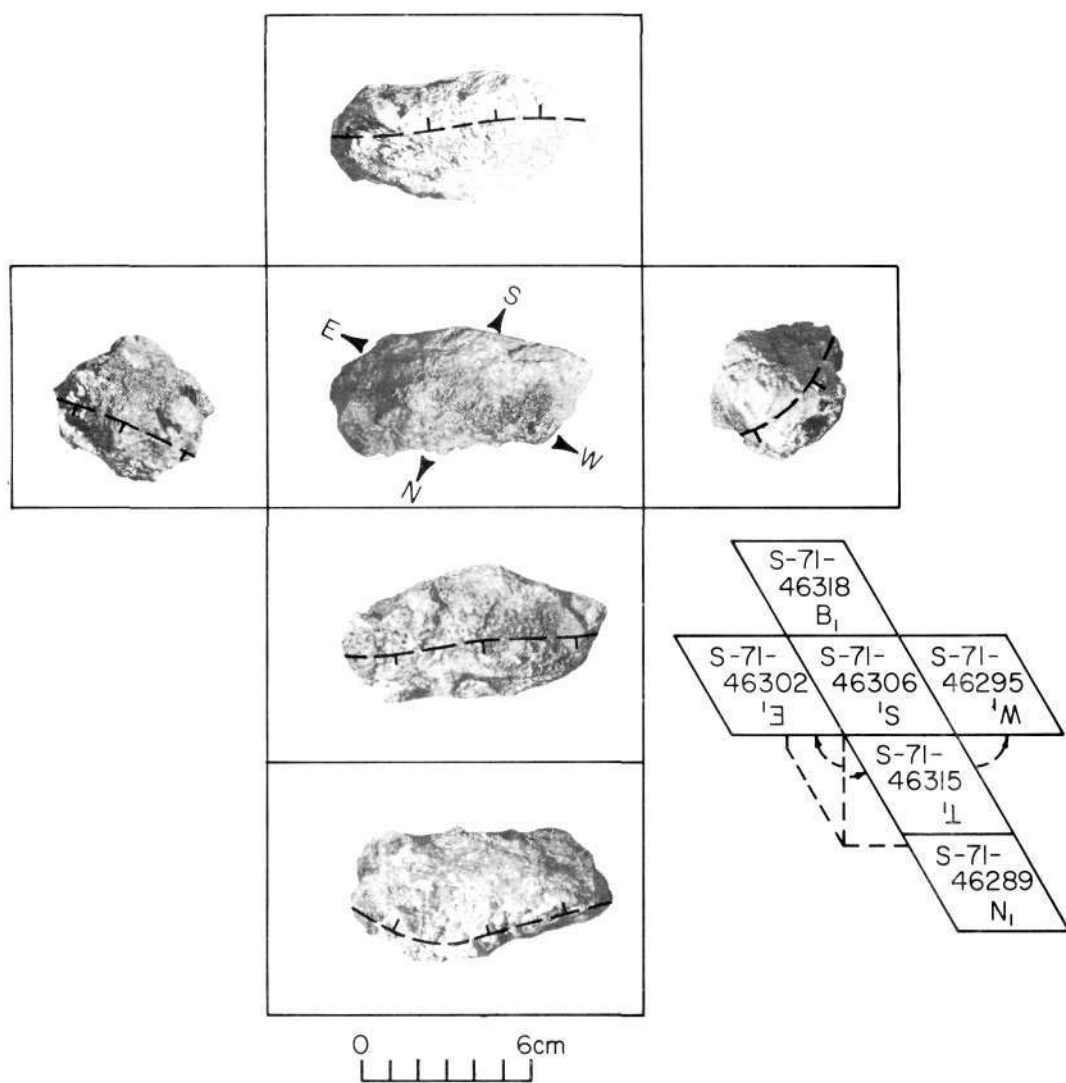 S
E
W
N
S-71-
46318
B₁
S-71-
46302
E₁
S-71-
46306
S₁
S-71-
46295
W₁
S-71-
46315
T₁
S-71-
46289
N₁
0 6cm